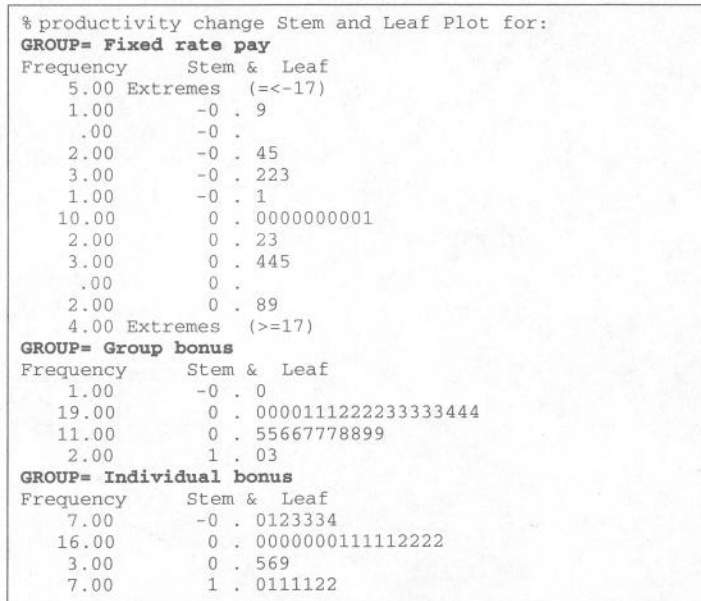 % productivity change Stem and Leaf Plot for:
GROUP= Fixed rate pay
Frequency Stem & Leaf
5.00 Extremes (=<-17)
1.00 -0 . 9
.00 -0 .
2.00 -0 . 45
3.00 -0 . 223
1.00 -0 . 1
10.00 0 . 0000000001
2.00 0 . 23
3.00 0 . 445
.00 0 .
2.00 0 . 89
4.00 Extremes (>=17)
GROUP= Group bonus
Frequency Stem & Leaf
1.00 -0 . 0
19.00 0 . 0000111222233333444
11.00 0 . 55667778899
2.00 1 . 03
GROUP= Individual bonus
Frequency Stem & Leaf
7.00 -0 . 0123334
16.00 0 . 0000000111112222
3.00 0 . 569
7.00 1 . 0111122